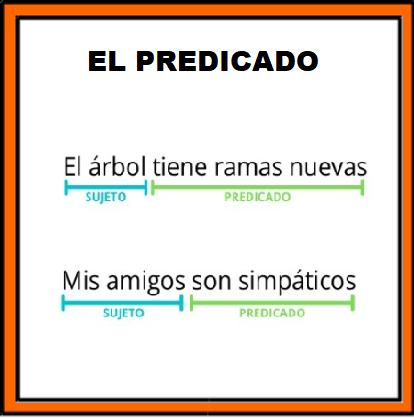 EL PREDICADO
El árbol tiene ramas nuevas
SUJETO PREDICADO
Mis amigos son simpáticos
SUJETO PREDICADO